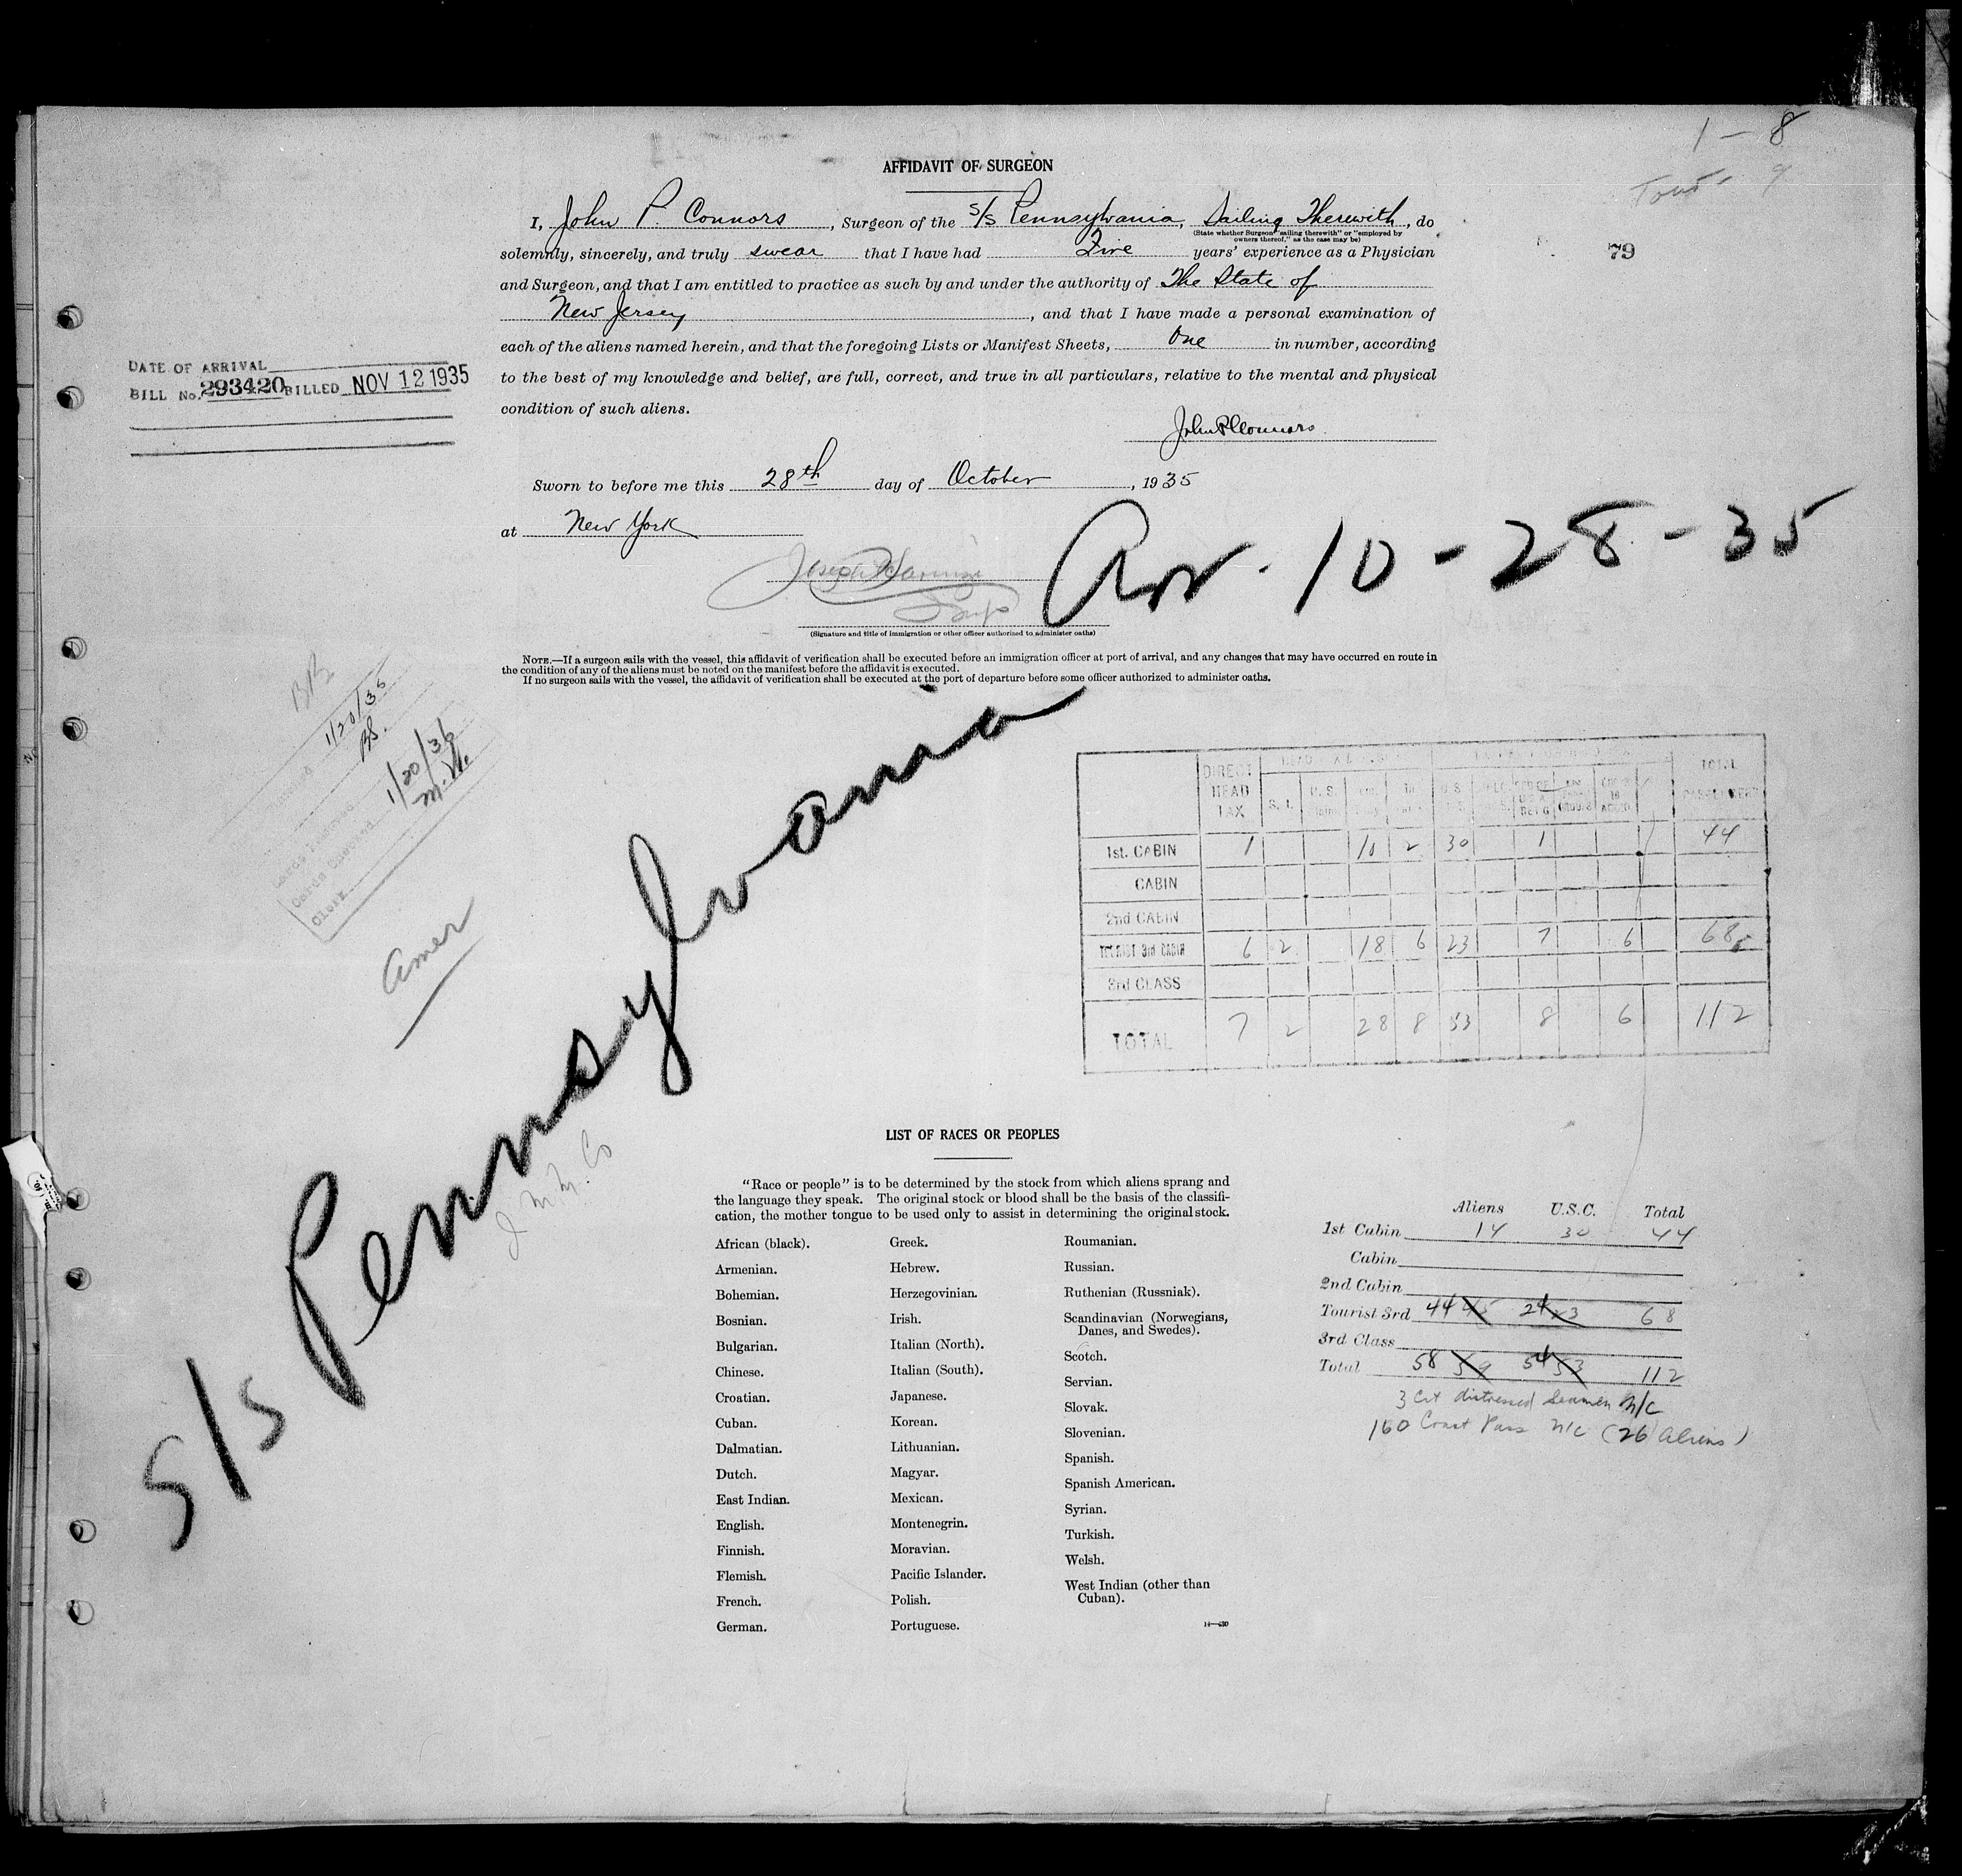 1 - 8
9
AFFIDAVIT OF SURGEON
I, John P. Connors, Surgeon of the S/S Pennsylvania, Sailing Therewith, do
(State whether Surgeon "sailing therewith" or "employed by
owners thereof," as the case may be)
solemnly, sincerely, and truly swear that I have had Five years' experience as a Physician
79
and Surgeon, and that I am entitled to practice as such by and under the authority of The State of
New Jersey, and that I have made a personal examination of
each of the aliens named herein, and that the foregoing Lists or Manifest Sheets, One in number, according
to the best of my knowledge and belief, are full, correct, and true in all particulars, relative to the mental and physical
condition of such aliens.
DATE OF ARRIVAL
BILL No. 293420 BILLED NOV 12 1935
John P Connors
Sworn to before me this 28th day of October, 1935
at New York
Arr. 10-28-35
(Signature and title of immigration or other officer authorized to administer oaths)
NOTE.—If a surgeon sails with the vessel, this affidavit of verification shall be executed before an immigration officer at port of arrival, and any changes that may have occurred en route in
the condition of any of the aliens must be noted on the manifest before the affidavit is executed.
If no surgeon sails with the vessel, the affidavit of verification shall be executed at the port of departure before some officer authorized to administer oaths.
1/20/36
1/20/36
Cards Checked
Clerk
Amer
S/S Pennsylvania
DIRECT HEAD TAX S.I. U.S. TOTAL
1st. CABIN 1 10 2 30 1 44
CABIN
2nd CABIN
TOURIST 3rd CABIN 6 2 18 6 23 7 6 68
3rd CLASS
TOTAL 7 2 28 8 53 8 6 112
LIST OF RACES OR PEOPLES
"Race or people" is to be determined by the stock from which aliens sprang and
the language they speak. The original stock or blood shall be the basis of the classifi-
cation, the mother tongue to be used only to assist in determining the original stock.
African (black).
Armenian.
Bohemian.
Bosnian.
Bulgarian.
Chinese.
Croatian.
Cuban.
Dalmatian.
Dutch.
East Indian.
English.
Finnish.
Flemish.
French.
German.
Greek.
Hebrew.
Herzegovinian.
Irish.
Italian (North).
Italian (South).
Japanese.
Korean.
Lithuanian.
Magyar.
Mexican.
Montenegrin.
Moravian.
Pacific Islander.
Polish.
Portuguese.
Roumanian.
Russian.
Ruthenian (Russniak).
Scandinavian (Norwegians,
Danes, and Swedes).
Scotch.
Servian.
Slovak.
Slovenian.
Spanish.
Spanish American.
Syrian.
Turkish.
Welsh.
West Indian (other than
Cuban).
Aliens U.S.C. Total
1st Cabin 14 30 44
Cabin
2nd Cabin
Tourist 3rd 44 45 24 23 68
3rd Class
Total 58 59 54 53 112
3 distressed Seamen N/C
160 Coast Pass N/C (26 Aliens)